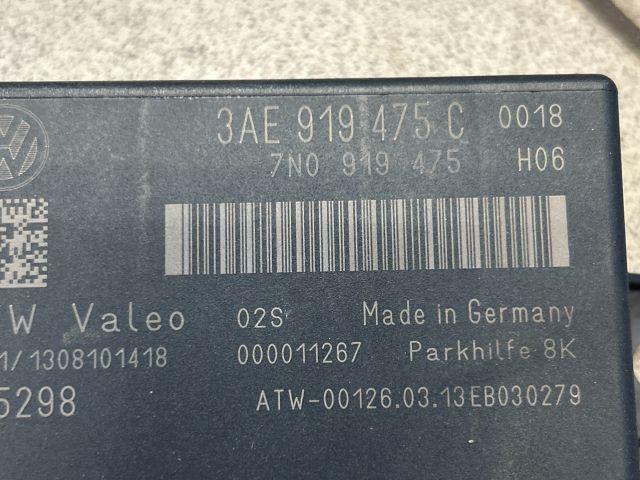 3AE 919 475 C 0018
7N0 919 475 H06
W Valeo 02S Made in Germany
1/1308101418 000011267 Parkhilfe 8K
5298 ATW-00126.03.13EB030279